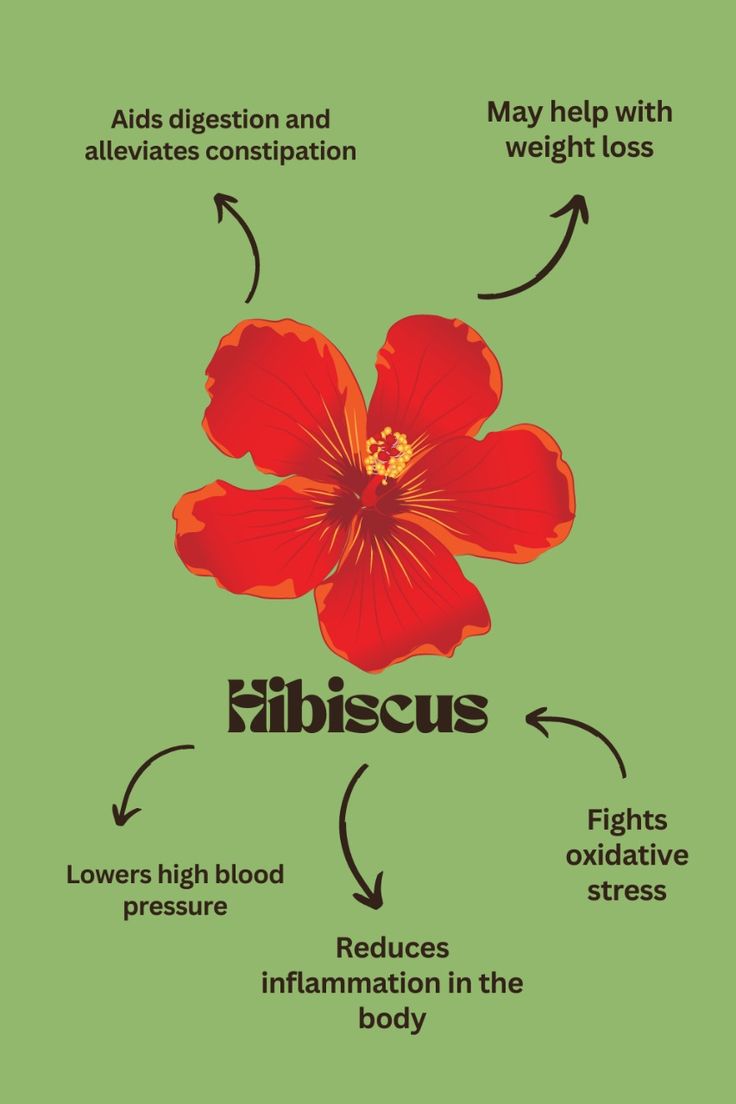 Aids digestion and
alleviates constipation
May help with
weight loss
Hibiscus
Lowers high blood
pressure
Reduces
inflammation in the
body
Fights
oxidative
stress